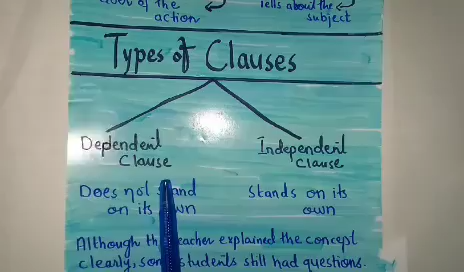 of the
Tells about the
action
subject
Types of Clauses
Dependent Clause
Independent Clause
Does not stand on its own
Stands on its own
Although the teacher explained the concept
clearly, some students still had questions.